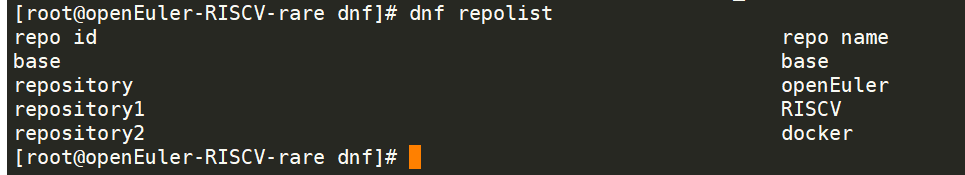 [root@openEuler-RISCV-rare dnf]# dnf repolist
repo id repo name
base base
repository openEuler
repository1 RISCV
repository2 docker
[root@openEuler-RISCV-rare dnf]#